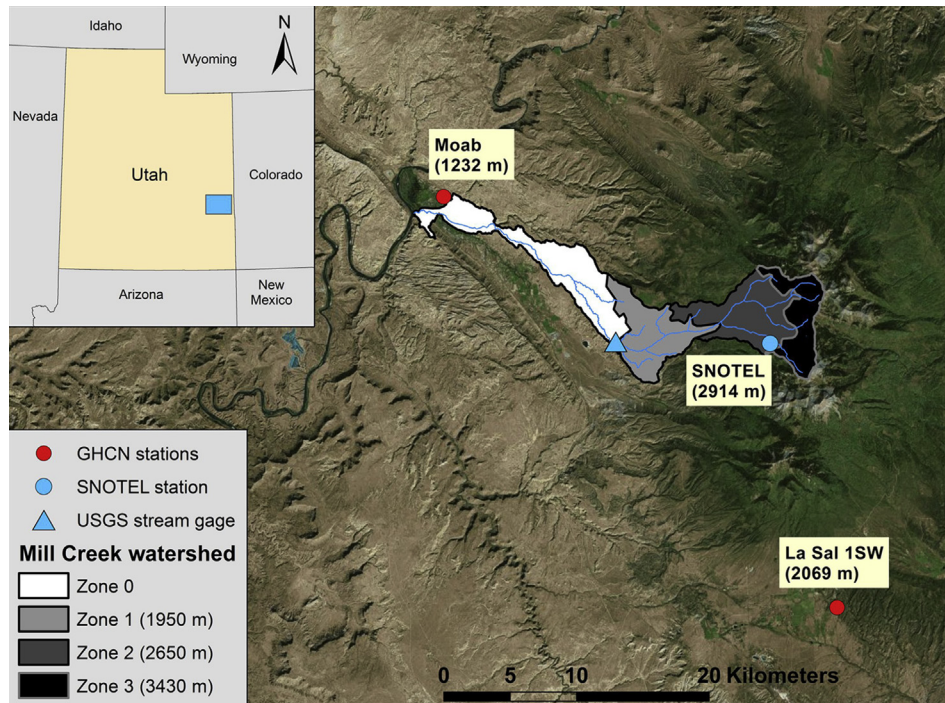 Idaho
N
Wyoming
Nevada
Utah
Colorado
Arizona
New
Mexico
Moab
(1232 m)
SNOTEL
(2914 m)
La Sal 1SW
(2069 m)
GHCN stations
SNOTEL station
USGS stream gage
Mill Creek watershed
Zone 0
Zone 1 (1950 m)
Zone 2 (2650 m)
Zone 3 (3430 m)
0 5 10 20 Kilometers